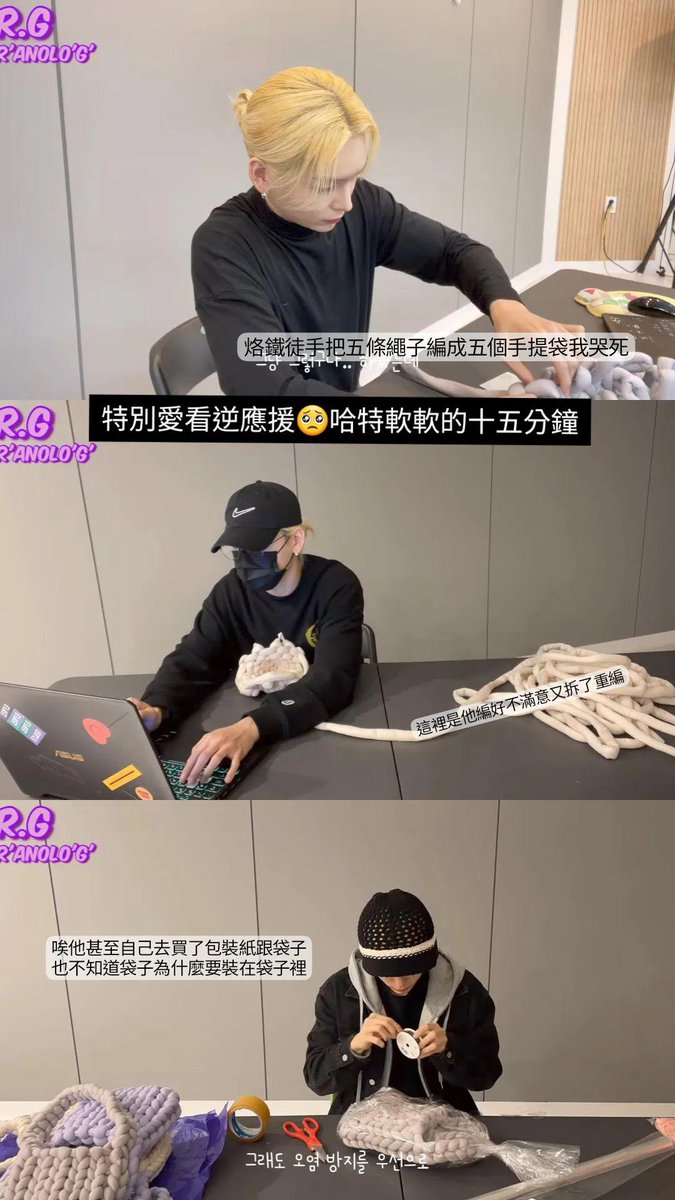 R.G
R'ANOLO'G'
烙鐵徒手把五條繩子編成五個手提袋我哭死
特別愛看逆應援🥺哈特軟軟的十五分鐘
R.G
R'ANOLO'G'
這裡是他編好不滿意又拆了重編
ASUS
R.G
R'ANOLO'G'
唉他甚至自己去買了包裝紙跟袋子
也不知道袋子為什麼要裝在袋子裡
그래도 오염 방지를 우선으로